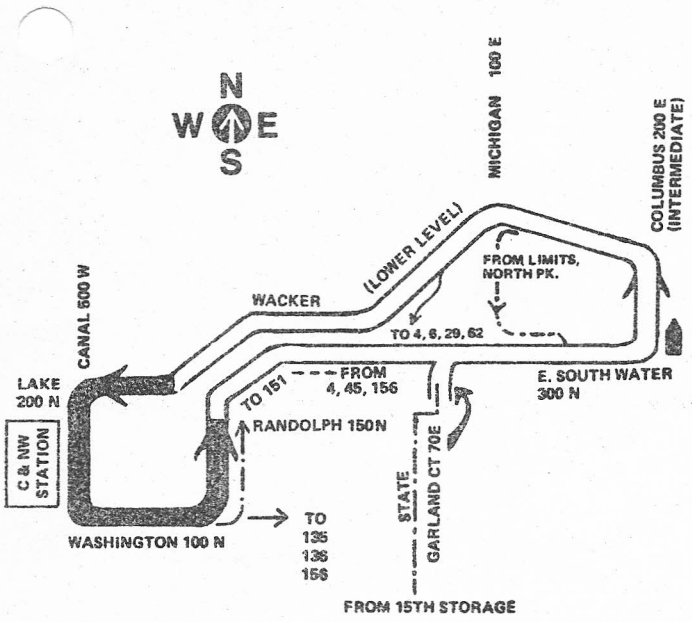 N
W E
S
MICHIGAN 100 E
COLUMBUS 200 E
(INTERMEDIATE)
(LOWER LEVEL)
WACKER
FROM LIMITS,
NORTH PK.
CANAL 500 W
TO 4, 6, 29, 62
LAKE
200 N
TO 151
FROM
4, 45, 156
E. SOUTH WATER
300 N
C & NW
STATION
RANDOLPH 150 N
STATE
GARLAND CT 70E
WASHINGTON 100 N
TO
135
136
156
FROM 15TH STORAGE